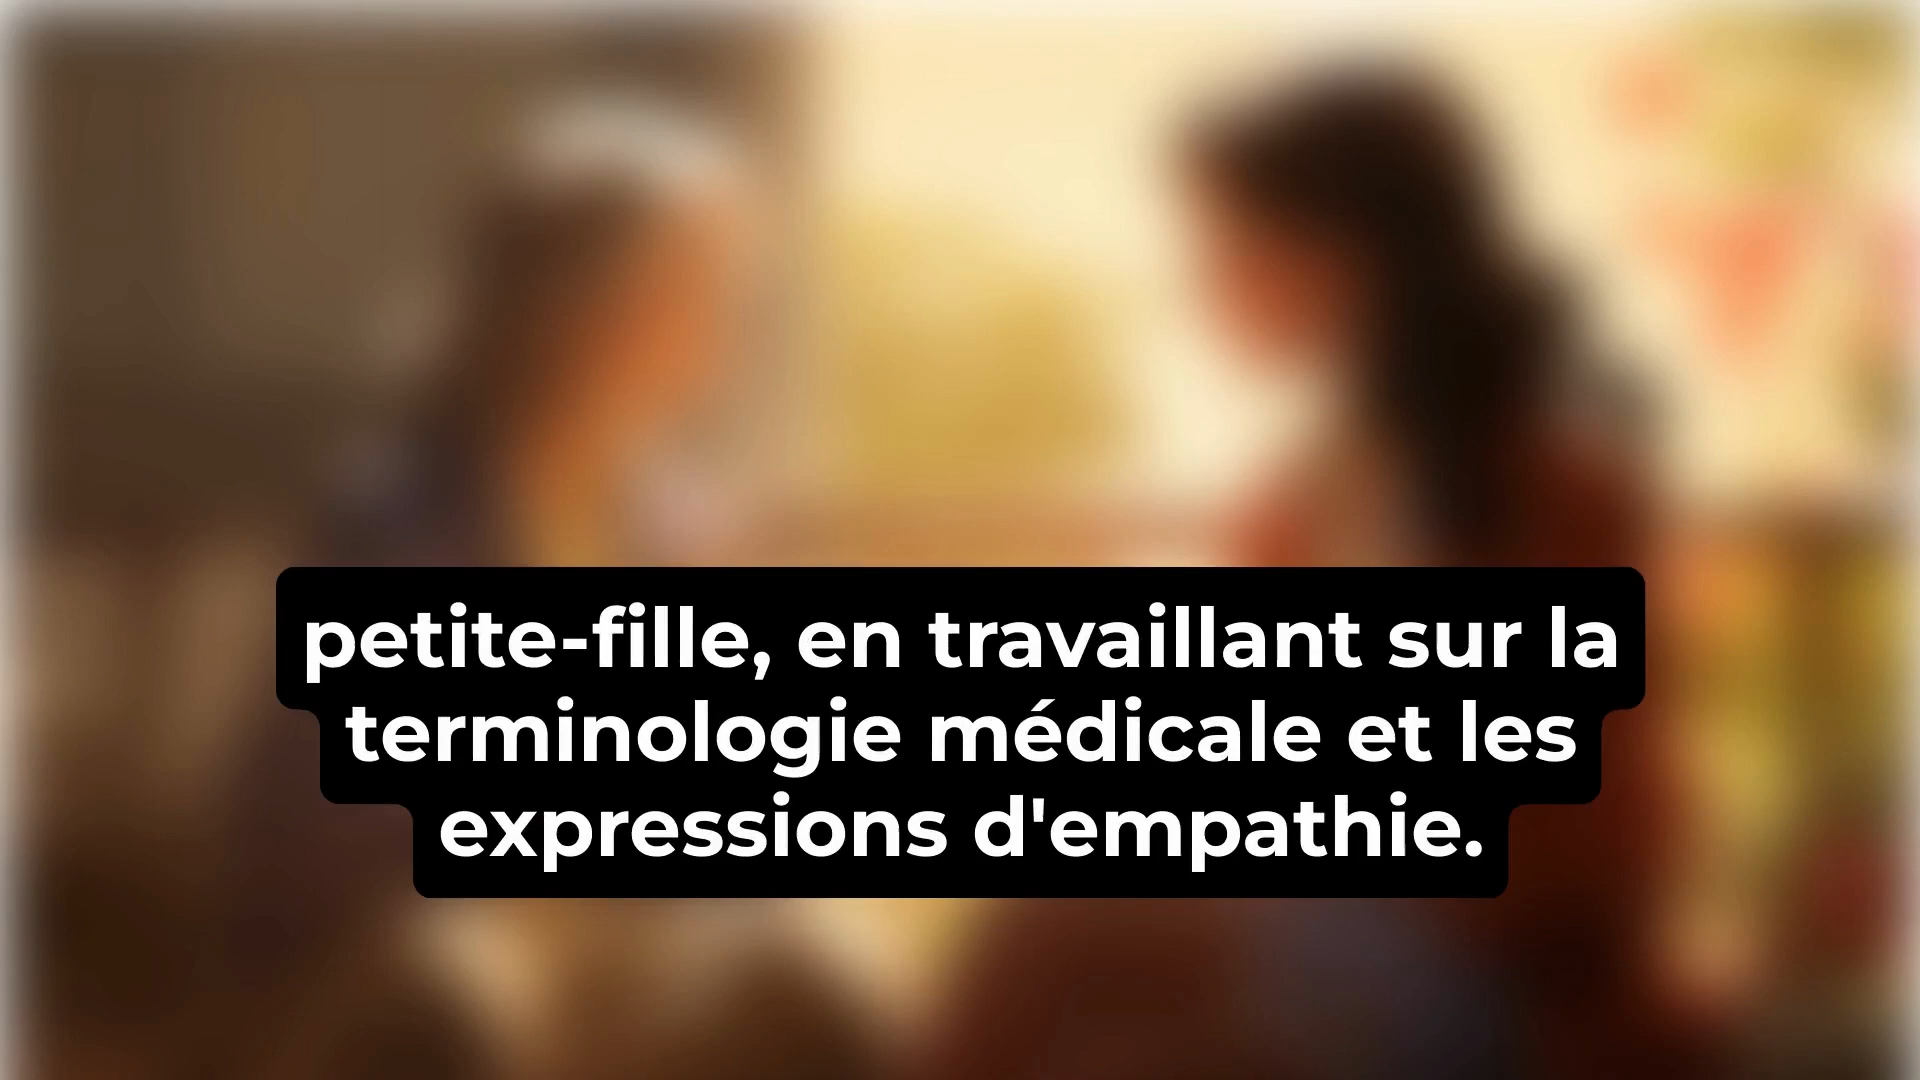 petite-fille, en travaillant sur la
terminologie médicale et les
expressions d'empathie.